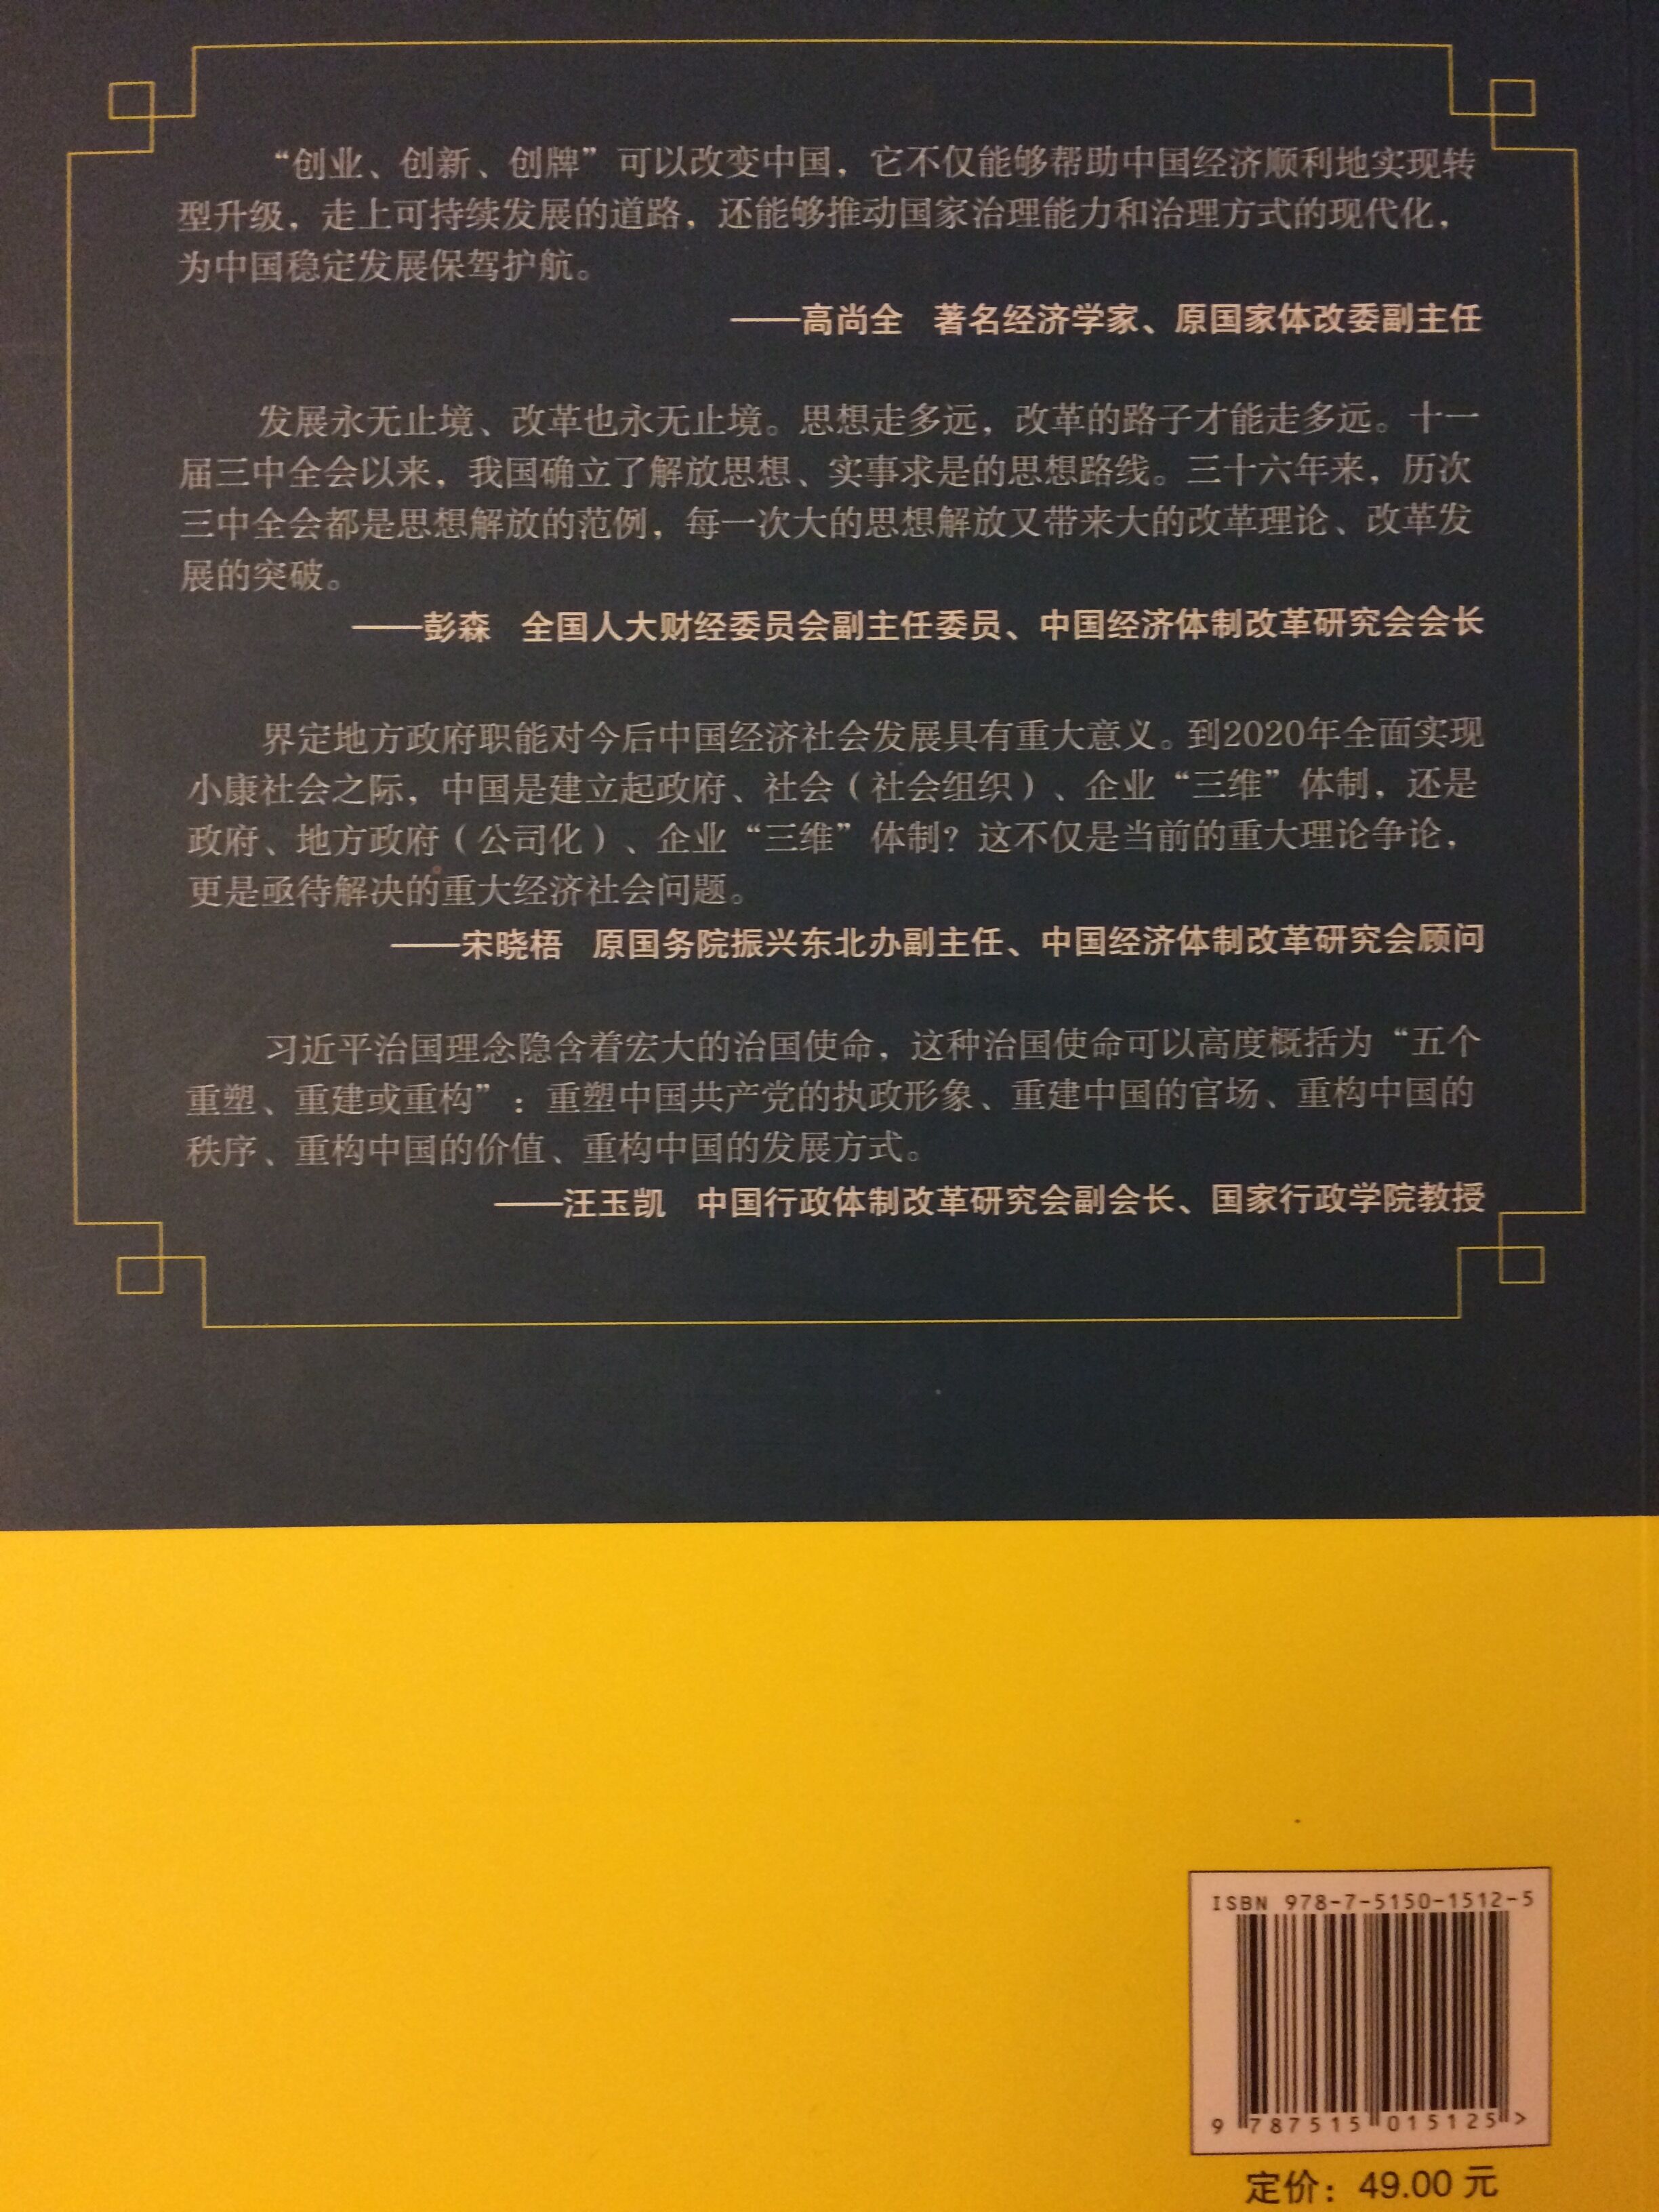 “创业、创新、创牌”可以改变中国，它不仅能够帮助中国经济顺利地实现转
型升级，走上可持续发展的道路，还能够推动国家治理能力和治理方式的现代化，
为中国稳定发展保驾护航。
——高尚全 著名经济学家、原国家体改委副主任
发展永无止境、改革也永无止境。思想走多远，改革的路子才能走多远。十一
届三中全会以来，我国确立了解放思想、实事求是的思想路线。三十六年来，历次
三中全会都是思想解放的范例，每一次大的思想解放又带来大的改革理论、改革发
展的突破。
——彭森 全国人大财经委员会副主任委员、中国经济体制改革研究会会长
界定地方政府职能对今后中国经济社会发展具有重大意义。到2020年全面实现
小康社会之际，中国是建立起政府、社会（社会组织）、企业“三维”体制，还是
政府、地方政府（公司化）、企业“三维”体制？这不仅是当前的重大理论争论，
更是亟待解决的重大经济社会问题。
——宋晓梧 原国务院振兴东北办副主任、中国经济体制改革研究会顾问
习近平治国理念隐含着宏大的治国使命，这种治国使命可以高度概括为“五个
重塑、重建或重构”：重塑中国共产党的执政形象、重建中国的官场、重构中国的
秩序、重构中国的价值、重构中国的发展方式。
——汪玉凯 中国行政体制改革研究会副会长、国家行政学院教授
ISBN 978-7-5150-1512-5
9 787515 015125 >
定价：49.00 元